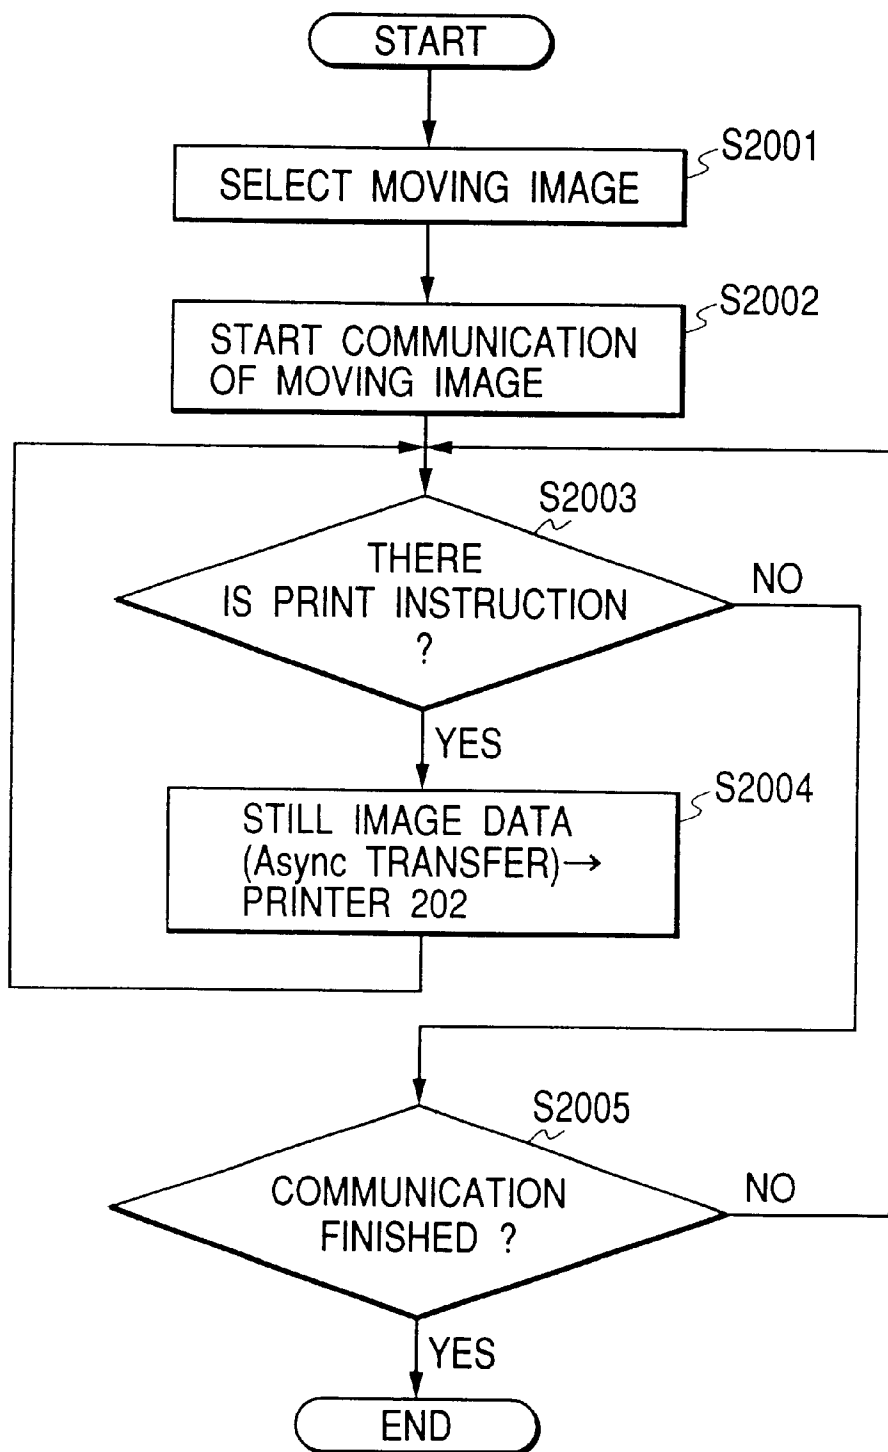 START
S2001
SELECT MOVING IMAGE
S2002
START COMMUNICATION
OF MOVING IMAGE
S2003
THERE
IS PRINT INSTRUCTION
?
NO
YES
S2004
STILL IMAGE DATA
(Async TRANSFER)→
PRINTER 202
S2005
COMMUNICATION
FINISHED ?
NO
YES
END